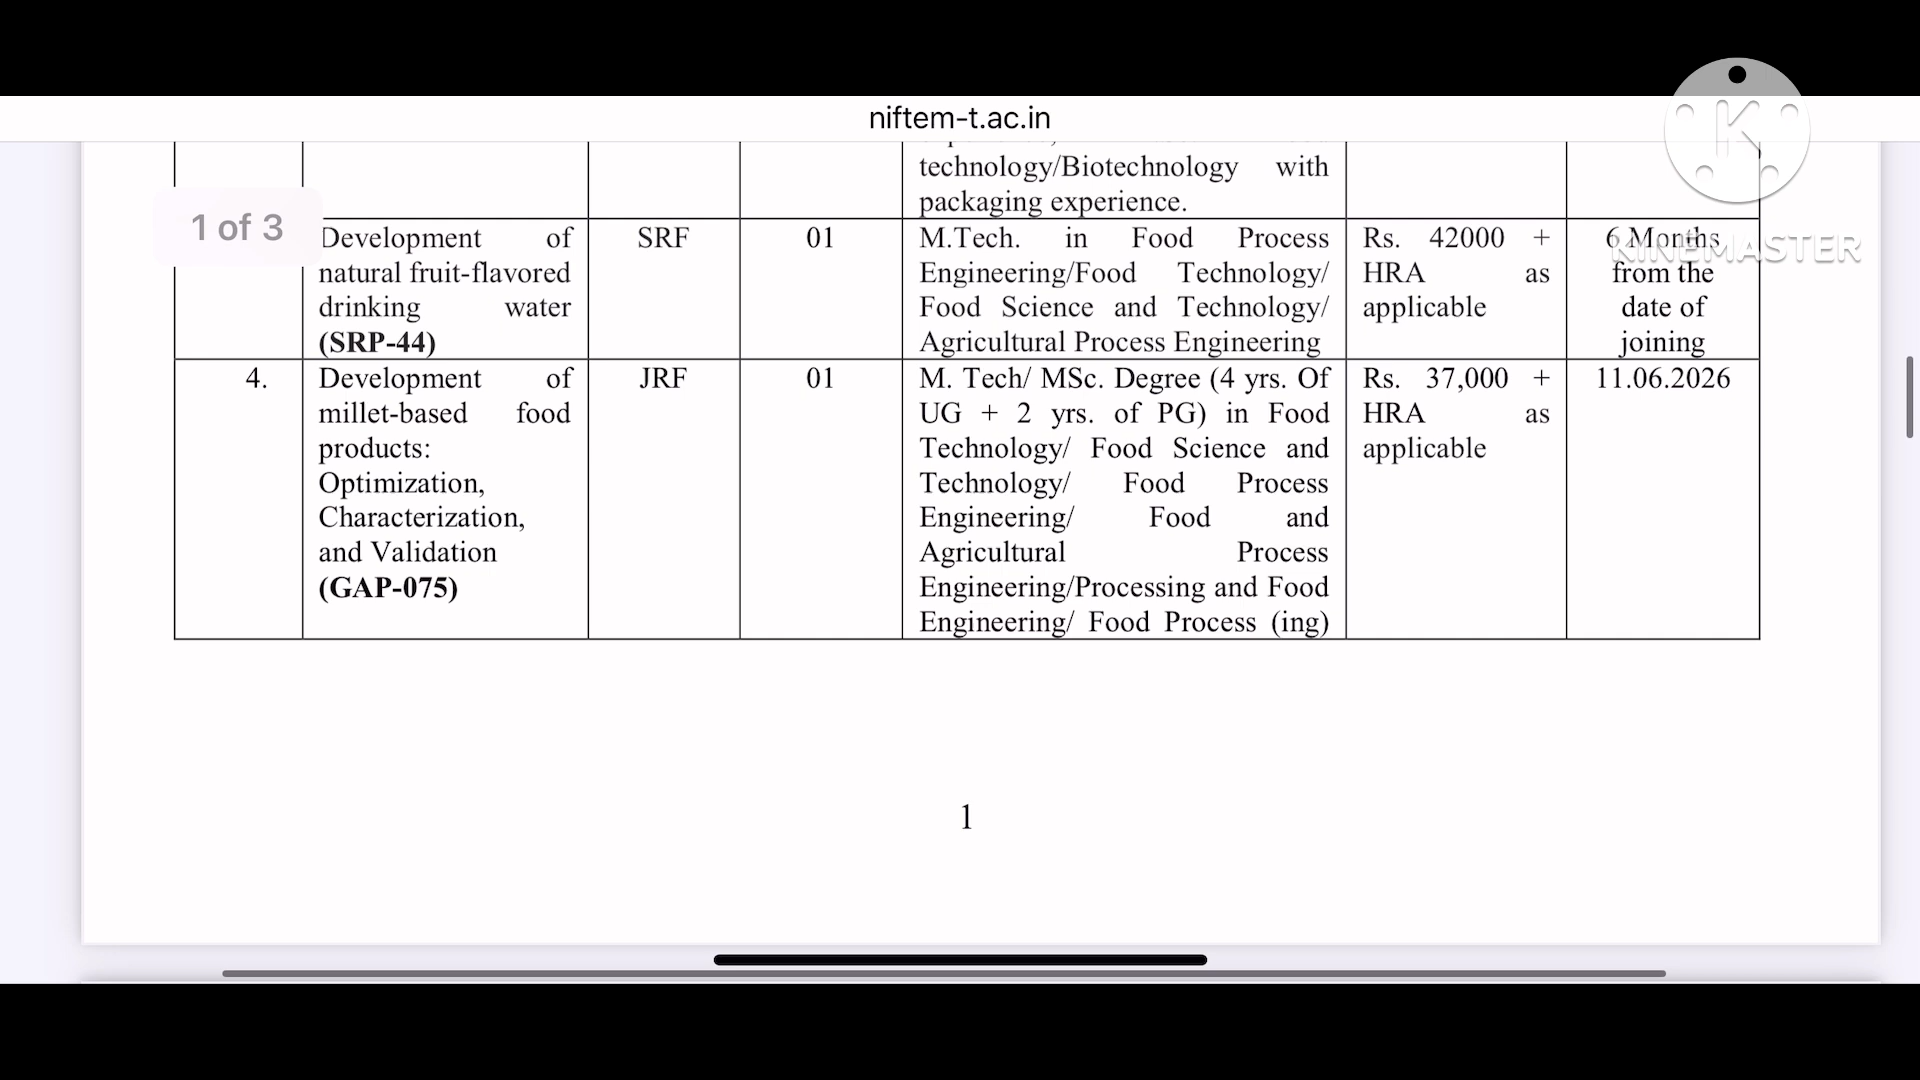 niftem-t.ac.in
technology/Biotechnology with
packaging experience.
1 of 3
Development of
natural fruit-flavored
drinking water
(SRP-44)
SRF
01
M.Tech. in Food Process
Engineering/Food Technology/
Food Science and Technology/
Agricultural Process Engineering
Rs. 42000 +
HRA as
applicable
6 Months
from the
date of
joining
KINEMASTER
4.
Development of
millet-based food
products:
Optimization,
Characterization,
and Validation
(GAP-075)
JRF
01
M. Tech/ MSc. Degree (4 yrs. Of
UG + 2 yrs. of PG) in Food
Technology/ Food Science and
Technology/ Food Process
Engineering/ Food and
Agricultural Process
Engineering/Processing and Food
Engineering/ Food Process (ing)
Rs. 37,000 +
HRA as
applicable
11.06.2026
1